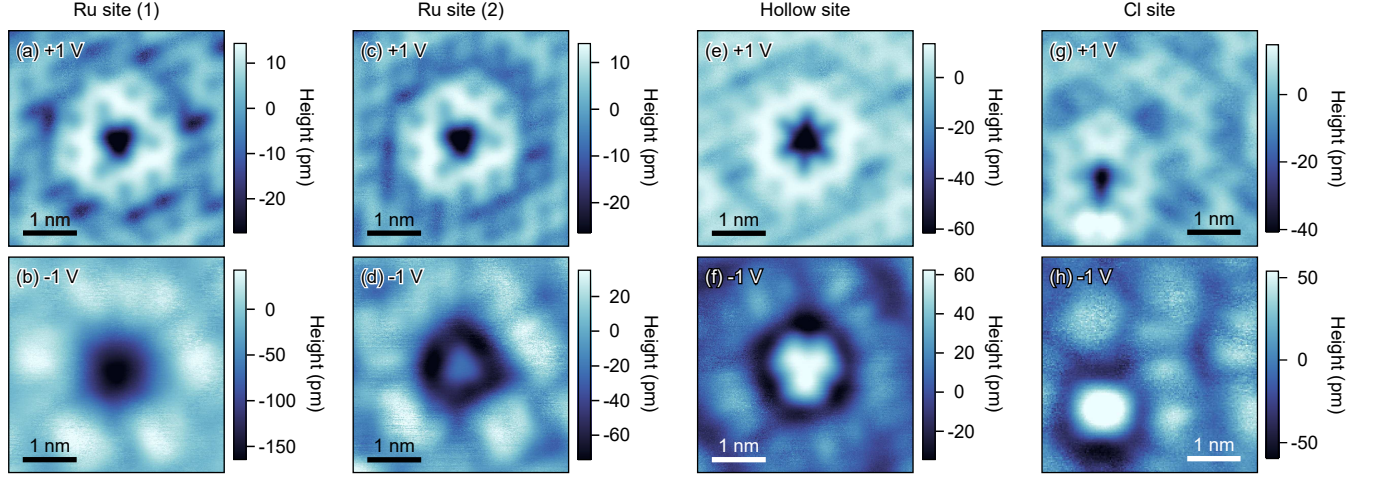 Ru site (1)
Ru site (2)
Hollow site
Cl site
(a) +1 V
1 nm
10
0
-10
-20
Height (pm)
(c) +1 V
1 nm
10
0
-10
-20
Height (pm)
(e) +1 V
1 nm
0
-20
-40
-60
Height (pm)
(g) +1 V
1 nm
0
-20
-40
Height (pm)
(b) -1 V
1 nm
0
-50
-100
-150
Height (pm)
(d) -1 V
1 nm
20
0
-20
-40
-60
Height (pm)
(f) -1 V
1 nm
60
40
20
0
-20
Height (pm)
(h) -1 V
1 nm
50
0
-50
Height (pm)